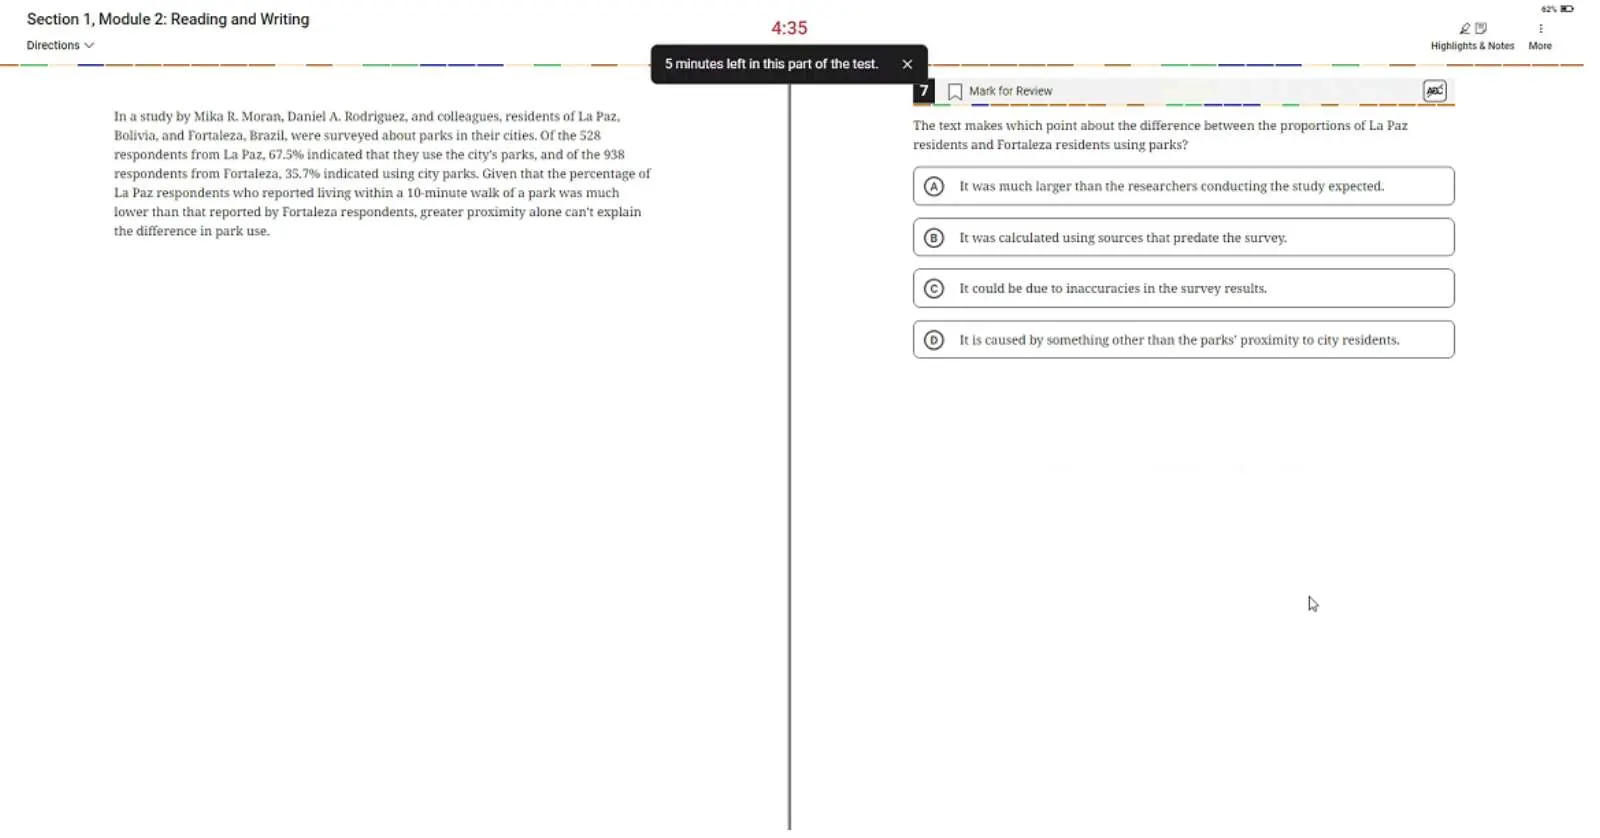 Section 1, Module 2: Reading and Writing
Directions
4:35
62%
Highlights & Notes
More
5 minutes left in this part of the test.
In a study by Mika R. Moran, Daniel A. Rodriguez, and colleagues, residents of La Paz,
Bolivia, and Fortaleza, Brazil, were surveyed about parks in their cities. Of the 528
respondents from La Paz, 67.5% indicated that they use the city's parks, and of the 938
respondents from Fortaleza, 35.7% indicated using city parks. Given that the percentage of
La Paz respondents who reported living within a 10-minute walk of a park was much
lower than that reported by Fortaleza respondents, greater proximity alone can't explain
the difference in park use.
7
Mark for Review
ABC
The text makes which point about the difference between the proportions of La Paz
residents and Fortaleza residents using parks?
A It was much larger than the researchers conducting the study expected.
B It was calculated using sources that predate the survey.
C It could be due to inaccuracies in the survey results.
D It is caused by something other than the parks' proximity to city residents.